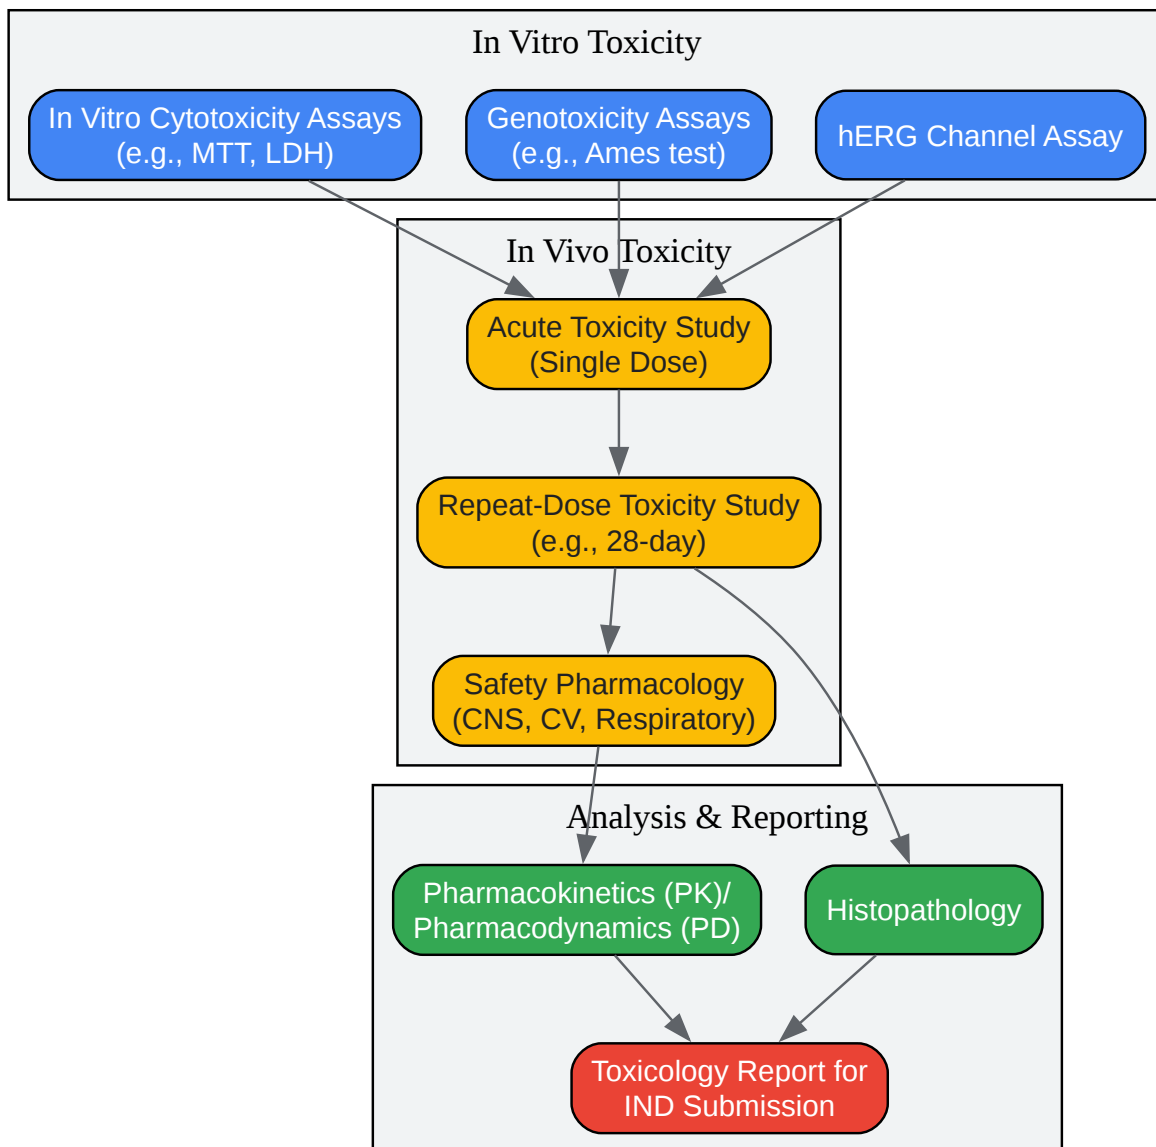 In Vitro Toxicity
In Vitro Cytotoxicity Assays
(e.g., MTT, LDH)
Genotoxicity Assays
(e.g., Ames test)
hERG Channel Assay
In Vivo Toxicity
Acute Toxicity Study
(Single Dose)
Repeat-Dose Toxicity Study
(e.g., 28-day)
Safety Pharmacology
(CNS, CV, Respiratory)
Analysis & Reporting
Pharmacokinetics (PK)/
Pharmacodynamics (PD)
Histopathology
Toxicology Report for
IND Submission